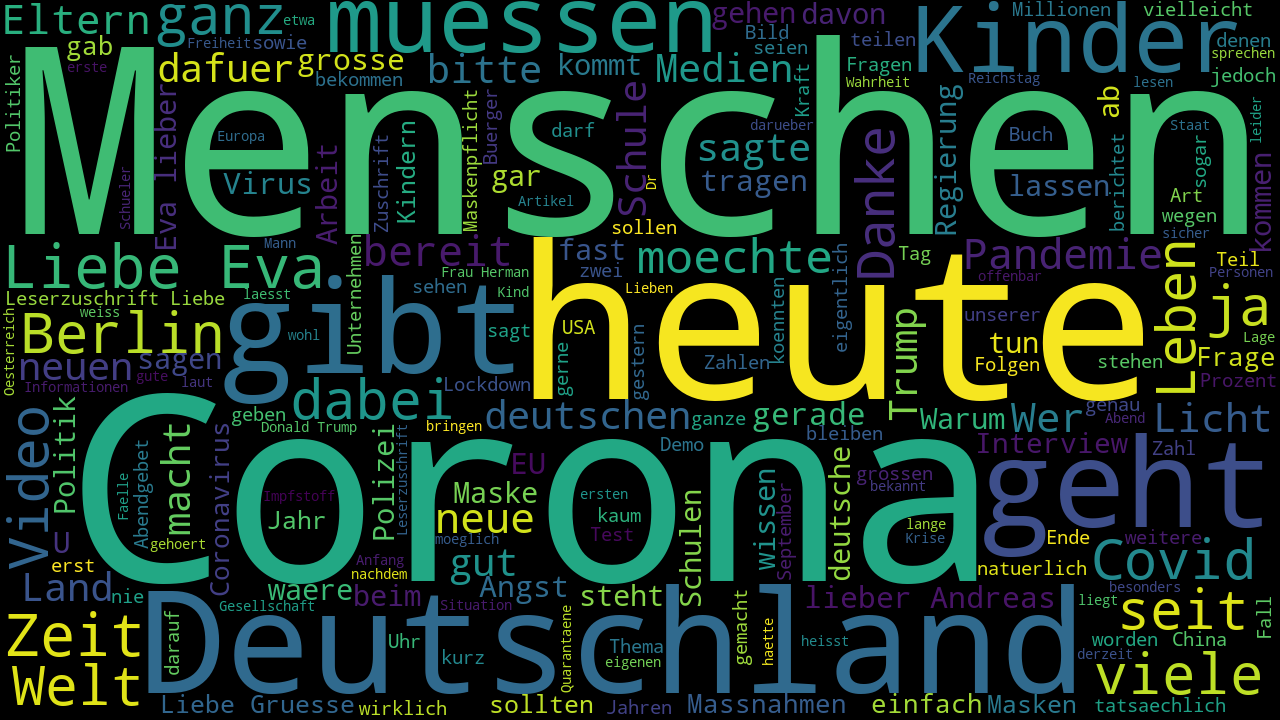 Eltern
ganz
etwa
muessen
gehen
davon
Kinder
Millionen
vielleicht
Freiheit
sowie
Bild
seien
teilen
denen
sprechen
gab
erste
dafuer
grosse
bekommen
bitte
kommt
Medien
Kraft
Fragen
Wahrheit
Reichstag
lesen
jedoch
Politiker
Menschen
Eva lieber
Europa
Schueler
Virus
Arbeit
Zuschrift
Kindern
Maskenpflicht
Buerger
gar
Artikel
darf
Schule
Dr
sollen
sagte
tragen
darueber
Danke
Regierung
Buch
lassen
ab
berichtet
Staat
Art
wegen
sogar
sicher
leider
kommen
Liebe Eva
Mann
Unternehmen
bereit
fast
zwei
moechte
Tag
Pandemie
offenbar
Leben
Teil
Personen
Leserzuschrift Liebe
laesst
Frau Herman
Kind
sehen
Lieben
koennten
eigentlich
unserer
ja
Lage
Oesterreich
weiss
Berlin
gibt
wohl
sagt
heute
USA
gerne
gestern
Zahlen
Trump
tun
Folgen
stehen
Frage
neuen
sagen
Informationen
gute
laut
Lockdown
Prozent
Video
Politik
geben
dabei
Donald Trump
bringen
deutschen
ganze
gerade
Warum
Wer
genau
Abend
Licht
Abendgebet
Faelle
macht
Coronavirus
Corona
Impfstoff
Jahr
Polizei
Leserzuschrift
EU
Maske
neue
Demo
ersten
kaum
Test
bleiben
Interview
Zahl
grossen
bekannt
wissen
September
deutsche
lange
Krise
geht
Ende
weitere
U
gehoert
erst
moeglich
gut
Schulen
natuerlich
Covid
Anfang
nachdem
Land
nie
waere
beim
Angst
steht
lieber Andreas
besonders
liegt
seit
Fall
Gesellschaft
Situation
Zeit
darauf
Deutschland
Uhr
kurz
Quarantaene
Thema
eigenen
gemacht
haette
heisst
worden
China
derzeit
Welt
viele
Liebe Gruesse
wirklich
sollten
Jahren
Massnahmen
einfach
Masken
tatsaechlich